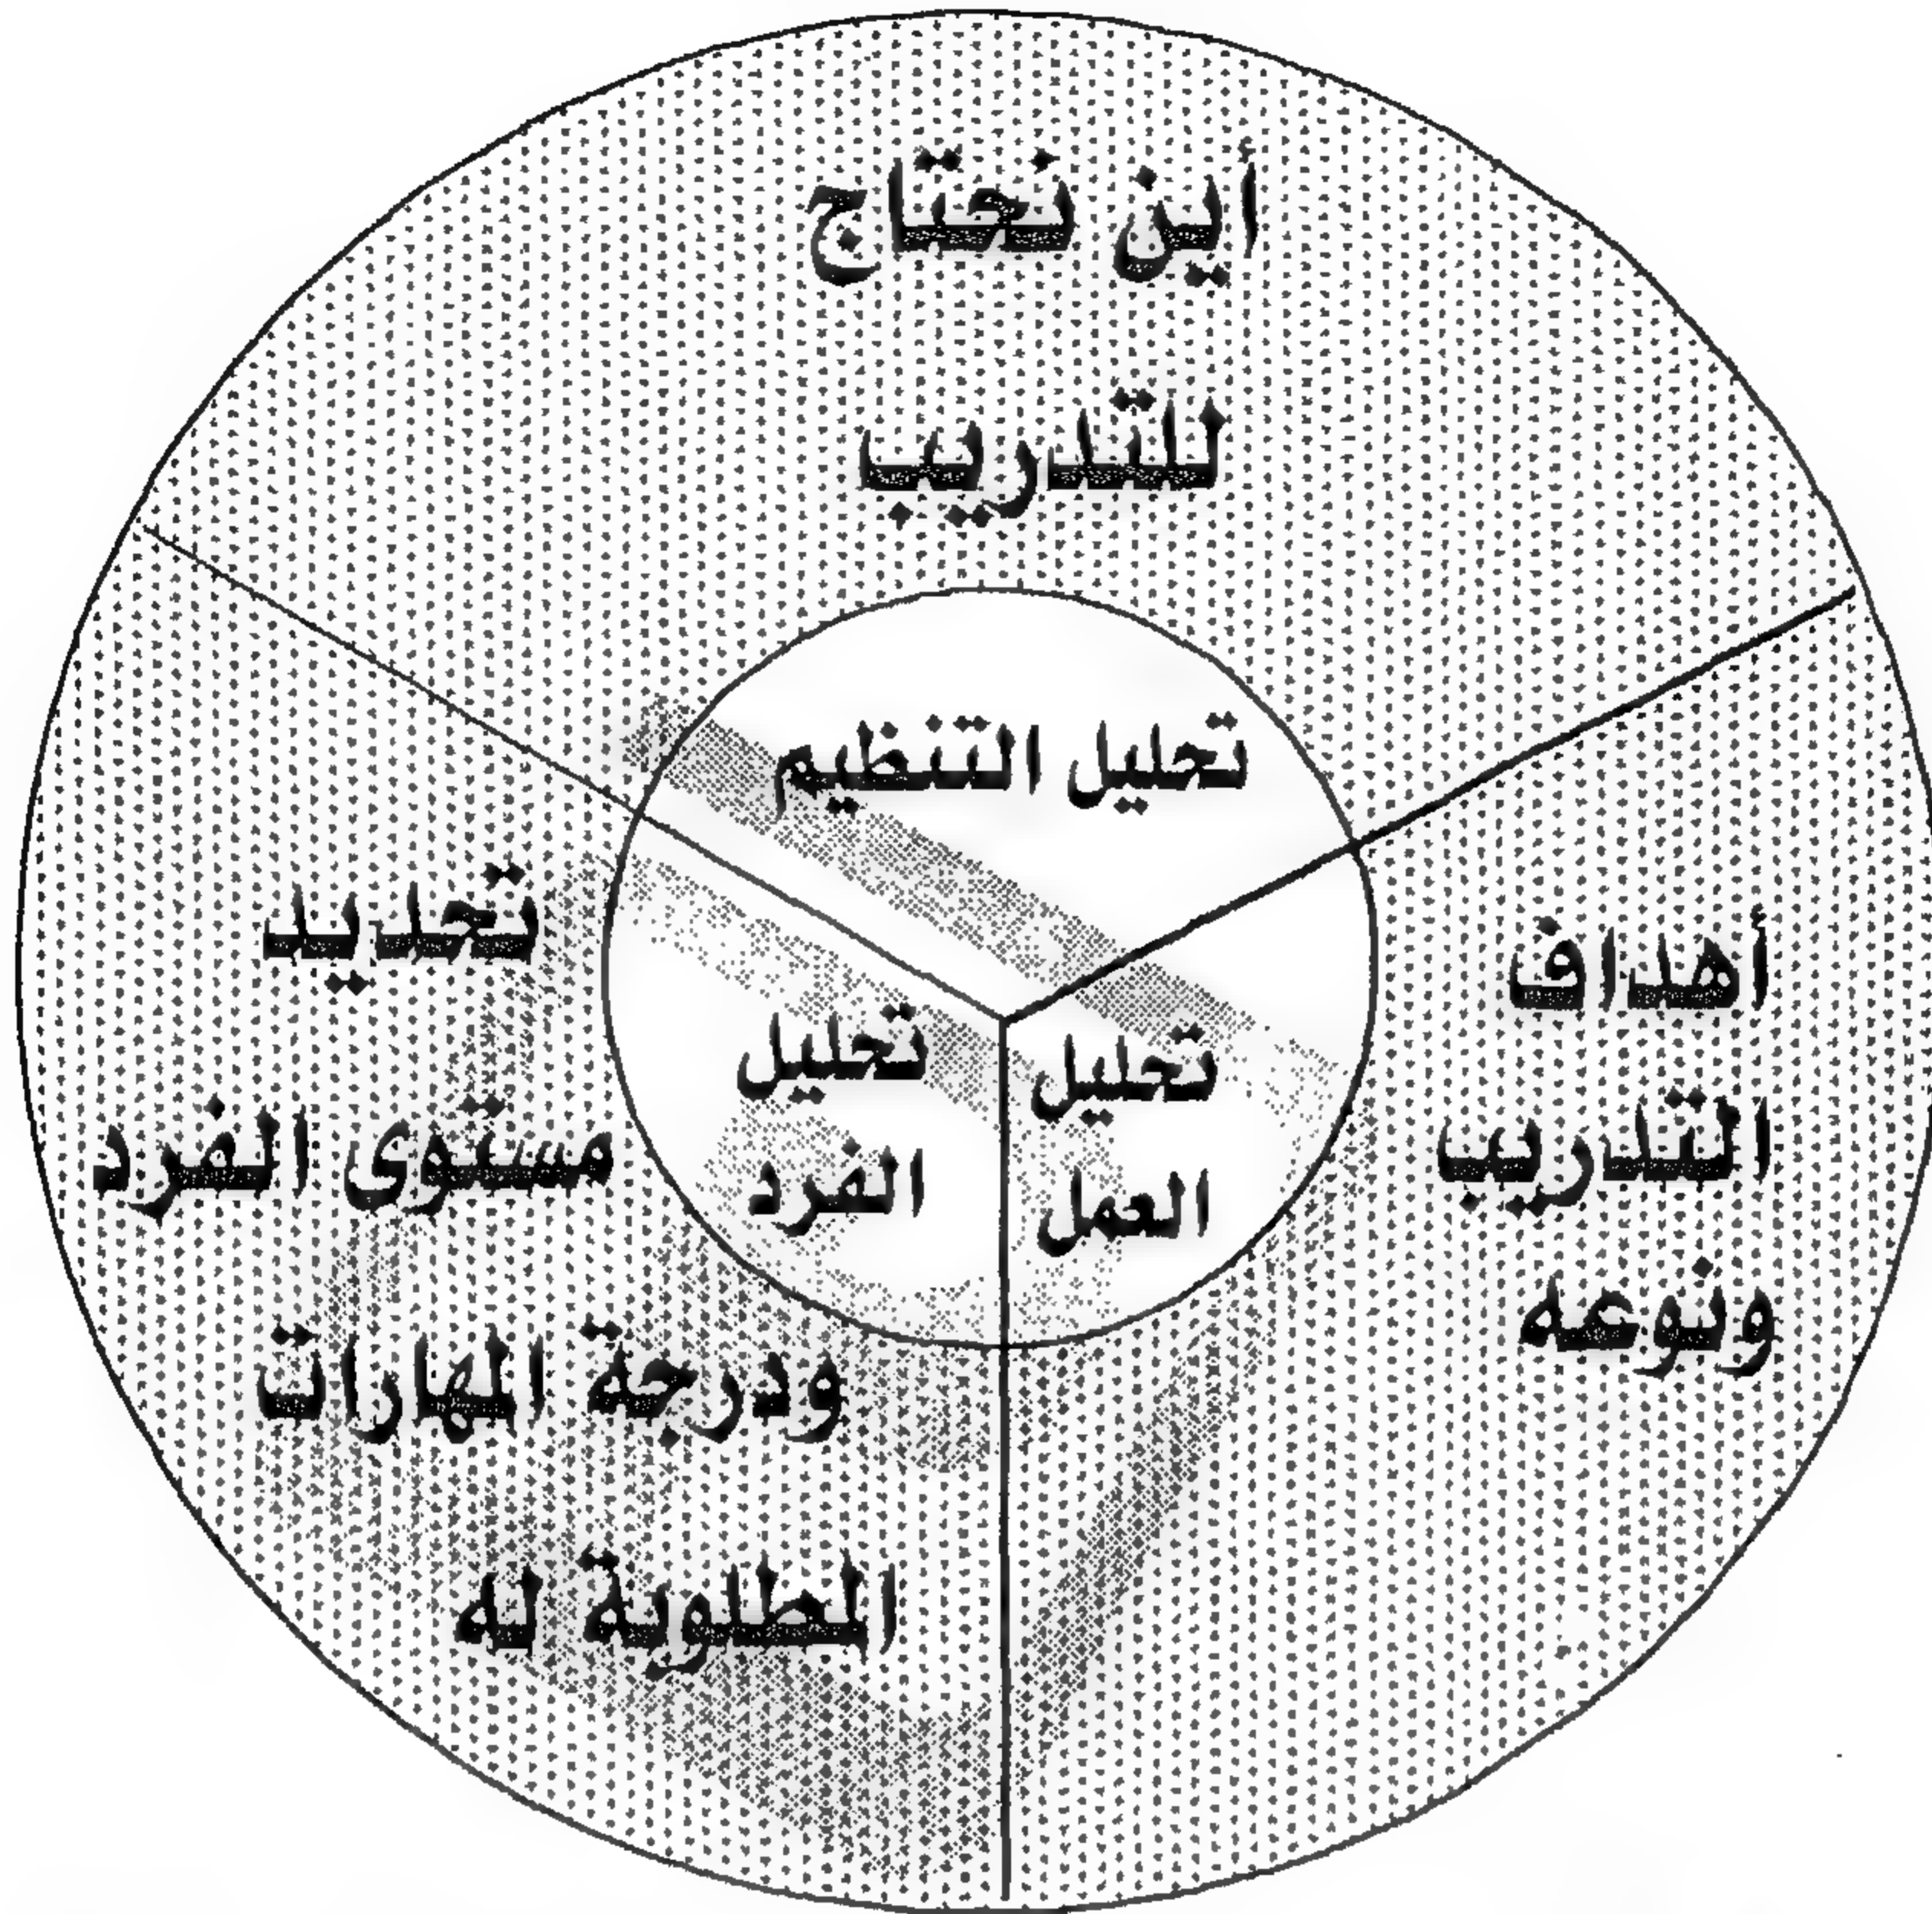 أين نحتاج
للتدريب
تحليل التنظيم
أهداف
التدريب
ونوعه
تحليل
العمل
تحليل
الفرد
تحديد
مستوى الفرد
ودرجة المهارات
المطلوبة له